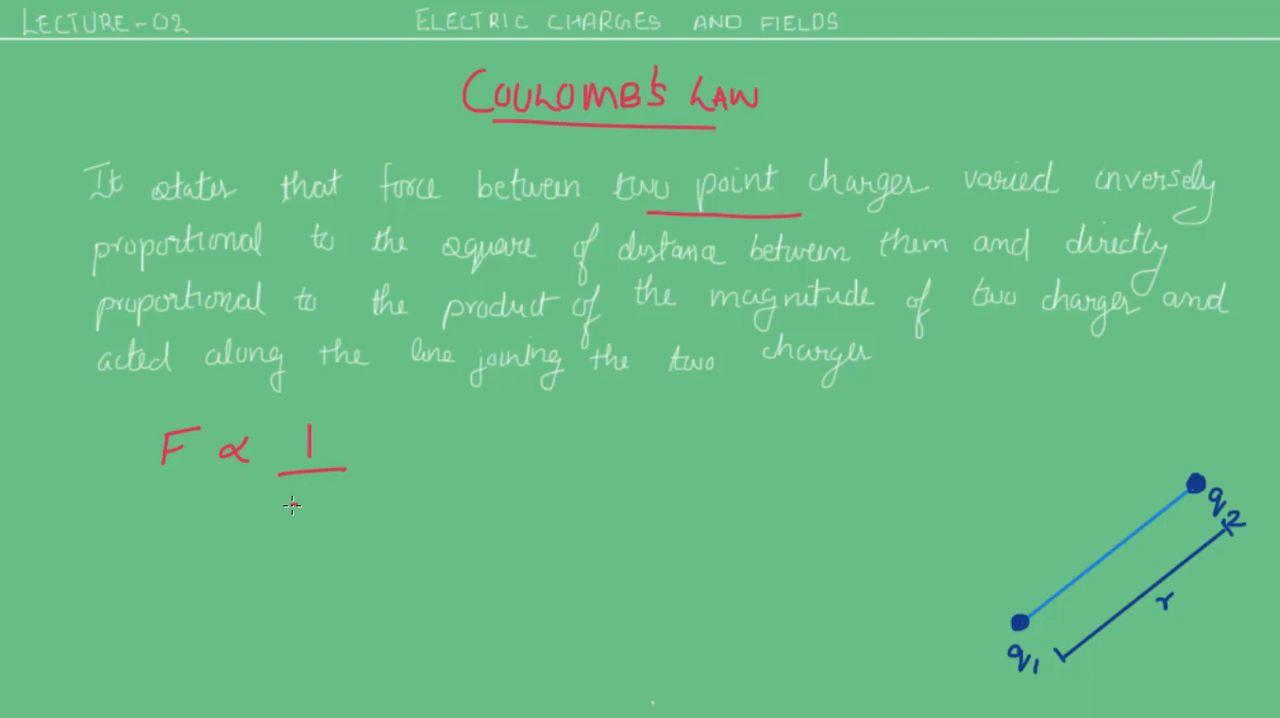 LECTURE-02
ELECTRIC CHARGES AND FIELDS
COULOMB'S LAW
It states that force between two point charges varied inversely
proportional to the square of distance between them and directly
proportional to the product of the magnitude of two charges and
acted along the line joining the two charges
F ∝ 1
q2
r
q1